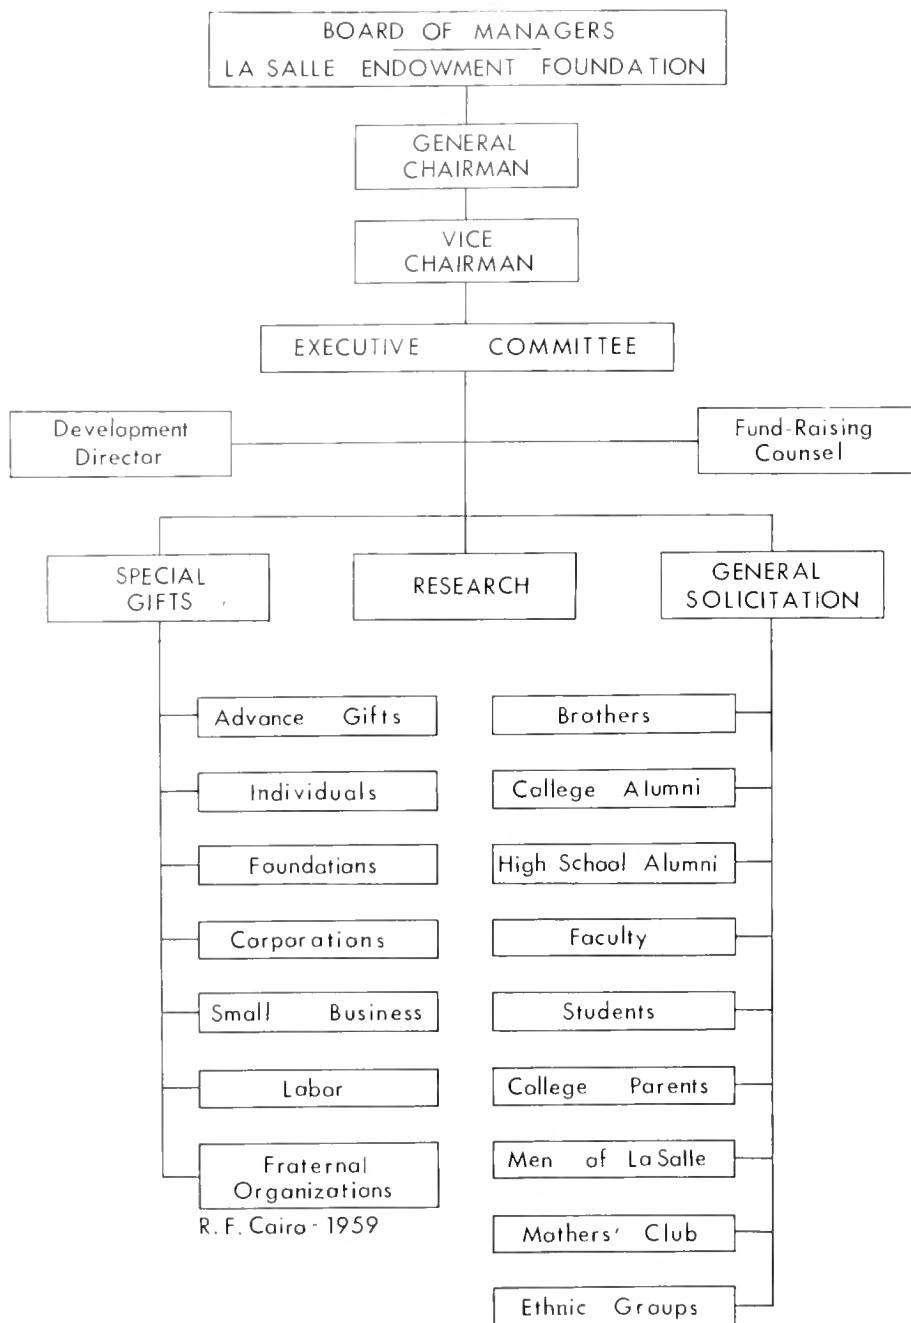 BOARD OF MANAGERS
LA SALLE ENDOWMENT FOUNDATION
GENERAL
CHAIRMAN
VICE
CHAIRMAN
EXECUTIVE COMMITTEE
Development
Director
Fund-Raising
Counsel
SPECIAL
GIFTS
RESEARCH
GENERAL
SOLICITATION
Advance Gifts
Individuals
Foundations
Corporations
Small Business
Labor
Fraternal
Organizations
R. F. Cairo - 1959
Brothers
College Alumni
High School Alumni
Faculty
Students
College Parents
Men of La Salle
Mothers' Club
Ethnic Groups